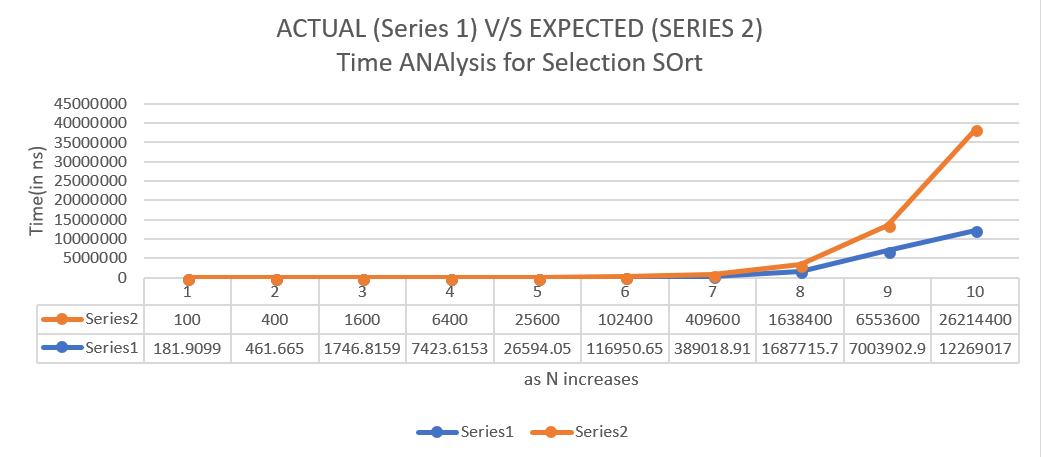 ACTUAL (Series 1) V/S EXPECTED (SERIES 2)
Time ANAlysis for Selection SOrt
Time(in ns)
45000000
40000000
35000000
30000000
25000000
20000000
15000000
10000000
5000000
0
1 2 3 4 5 6 7 8 9 10
Series2 100 400 1600 6400 25600 102400 409600 1638400 6553600 26214400
Series1 181.9099 461.665 1746.8159 7423.6153 26594.05 116950.65 389018.91 1687715.7 7003902.9 12269017
as N increases
Series1 Series2